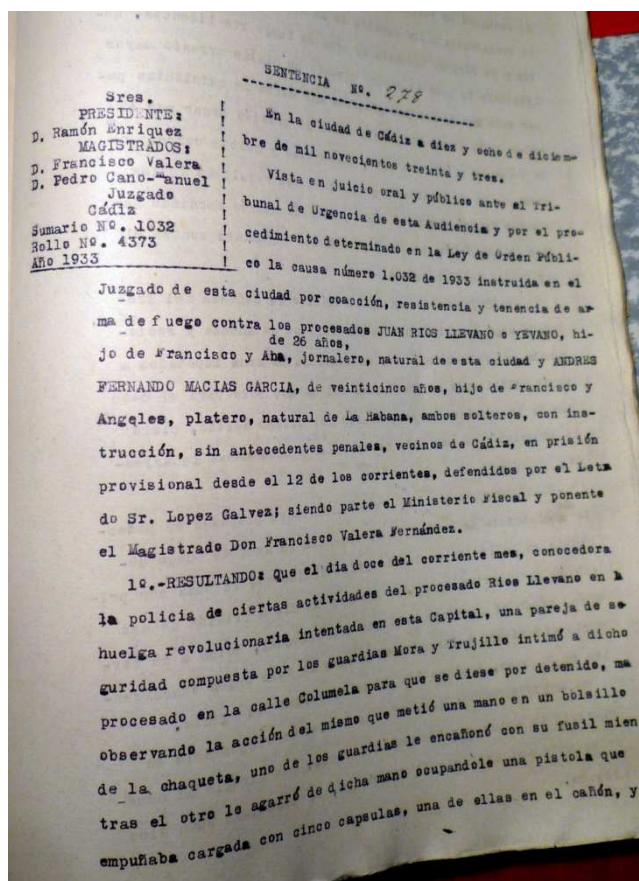 SENTENCIA Nº. 278
Sres.
PRESIDENTE:
D. Ramón Enriquez
MAGISTRADOS:
D. Francisco Valera
D. Pedro Cano-Manuel
Juzgado
Cádiz
Sumario Nº. 1032
Rollo Nº. 4373
Año 1933
En la ciudad de Cádiz a diez y ocho de diciem-
bre de mil novecientos treinta y tres.
Vista en juicio oral y público ante el Tri-
bunal de Urgencia de esta Audiencia y por el pro-
cedimiento determinado en la Ley de Orden Públi-
co la causa número 1.032 de 1933 instruida en el
Juzgado de esta ciudad por coacción, resistencia y tenencia de ar-
ma de fuego contra los procesados JUAN RIOS LLEVANO o YEVANO, hi-
de 26 años,
jo de Francisco y Aba, jornalero, natural de esta ciudad y ANDRES
FERNANDO MACIAS GARCIA, de veinticinco años, hijo de Francisco y
Angeles, platero, natural de La Habana, ambos solteros, con ins-
trucción, sin antecedentes penales, vecinos de Cádiz, en prisión
provisional desde el 12 de los corrientes, defendidos por el Letra
do Sr. Lopez Galvez; siendo parte el Ministerio Fiscal y ponente
el Magistrado Don Francisco Valera Fernández.
1º.-RESULTANDO: que el dia doce del corriente mes, conocedora
la policia de ciertas actividades del procesado Rios Llevano en la
huelga revolucionaria intentada en esta Capital, una pareja de se-
guridad compuesta por los guardias Mora y Trujillo intimó a dicho
procesado en la calle Columela para que se diese por detenido, ma
observando la acción del mismo que metió una mano en un bolsillo
de la chaqueta, uno de los guardias le encañonó con su fusil mien
tras el otro le agarró de dicha mano ocupandole una pistola que
empuñaba cargada con cinco capsulas, una de ellas en el cañón, y